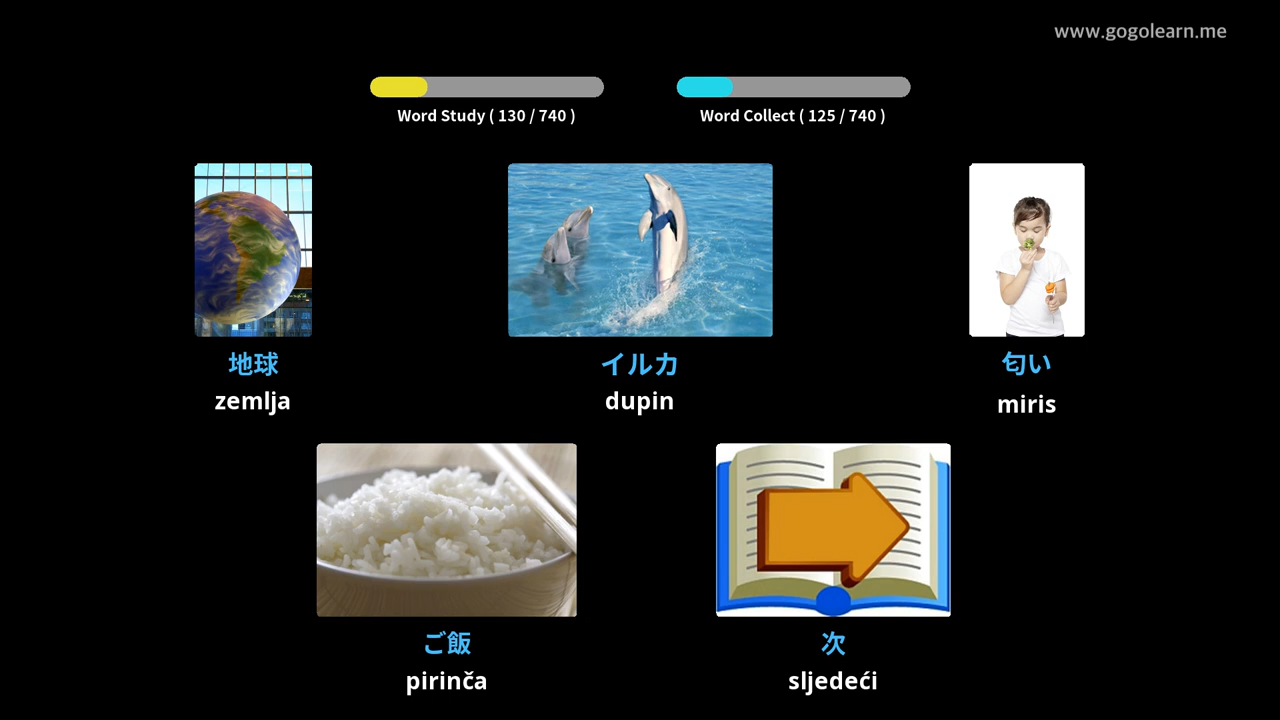 www.gogolearn.me
Word Study ( 130 / 740 )
Word Collect ( 125 / 740 )
地球
zemlja
イルカ
dupin
匂い
miris
ご飯
pirinča
次
sljedeći